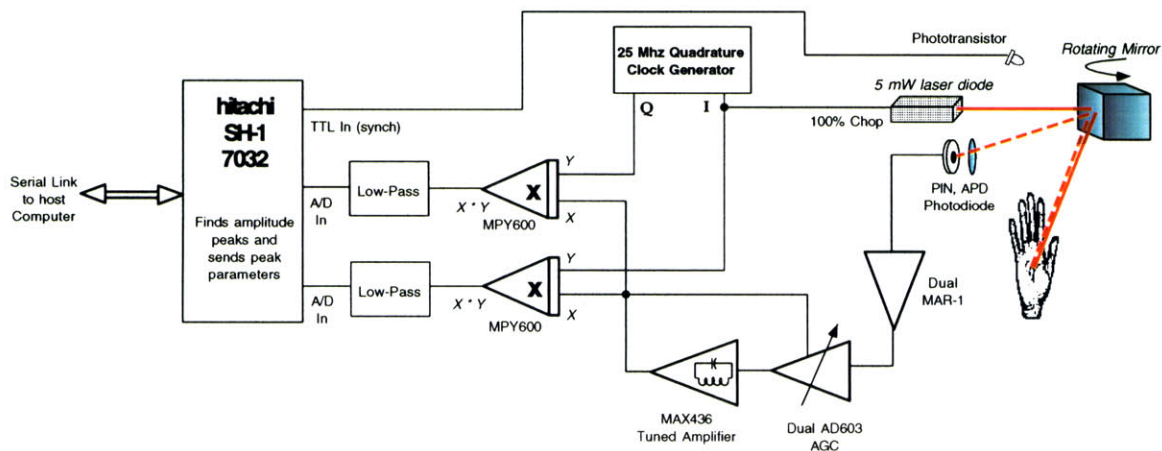 Phototransistor
Rotating Mirror
25 Mhz Quadrature
Clock Generator
5 mW laser diode
hitachi
SH-1
7032
Q
I
100% Chop
TTL In (synch)
Y
Serial Link
to host
Computer
Low-Pass
X
PIN, APD
Photodiode
A/D
In
X * Y
X
MPY600
Finds amplitude
peaks and
sends peak
parameters
Y
Low-Pass
X
Dual
MAR-1
A/D
In
X * Y
X
MPY600
MAX436
Tuned Amplifier
Dual AD603
AGC